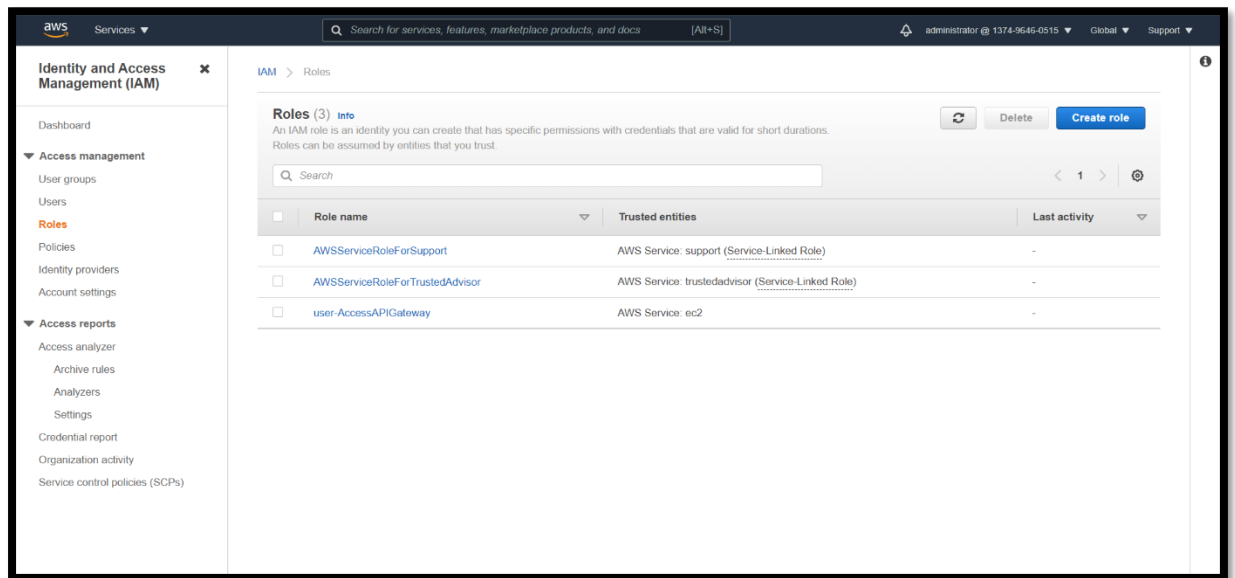 aws
Services
Search for services, features, marketplace products, and docs [Alt+S]
administrator @ 1374-9646-0515
Global
Support
Identity and Access
Management (IAM)
Dashboard
Access management
User groups
Users
Roles
Policies
Identity providers
Account settings
Access reports
Access analyzer
Archive rules
Analyzers
Settings
Credential report
Organization activity
Service control policies (SCPs)
IAM > Roles
Roles (3) Info
An IAM role is an identity you can create that has specific permissions with credentials that are valid for short durations.
Roles can be assumed by entities that you trust.
Delete
Create role
Search
< 1 >
Role name Trusted entities Last activity
AWSServiceRoleForSupport AWS Service: support (Service-Linked Role) -
AWSServiceRoleForTrustedAdvisor AWS Service: trustedadvisor (Service-Linked Role) -
user-AccessAPIGateway AWS Service: ec2 -